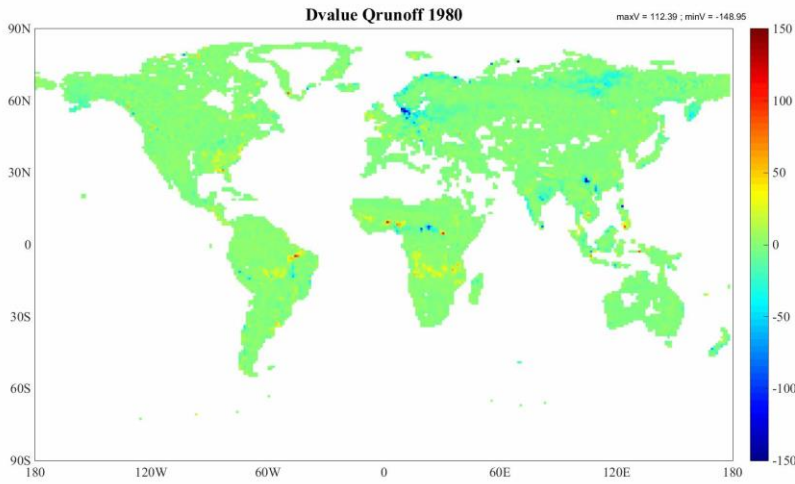 Dvalue Qrunoff 1980
maxV = 112.39 ; minV = -148.95
90N
60N
30N
0
30S
60S
90S
180
120W
60W
0
60E
120E
180
150
100
50
0
-50
-100
-150